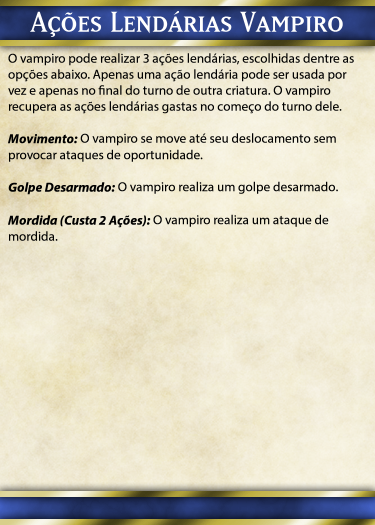 Ações Lendárias Vampiro
O vampiro pode realizar 3 ações lendárias, escolhidas dentre as
opções abaixo. Apenas uma ação lendária pode ser usada por
vez e apenas no final do turno de outra criatura. O vampiro
recupera as ações lendárias gastas no começo do turno dele.
Movimento: O vampiro se move até seu deslocamento sem
provocar ataques de oportunidade.
Golpe Desarmado: O vampiro realiza um golpe desarmado.
Mordida (Custa 2 Ações): O vampiro realiza um ataque de
mordida.